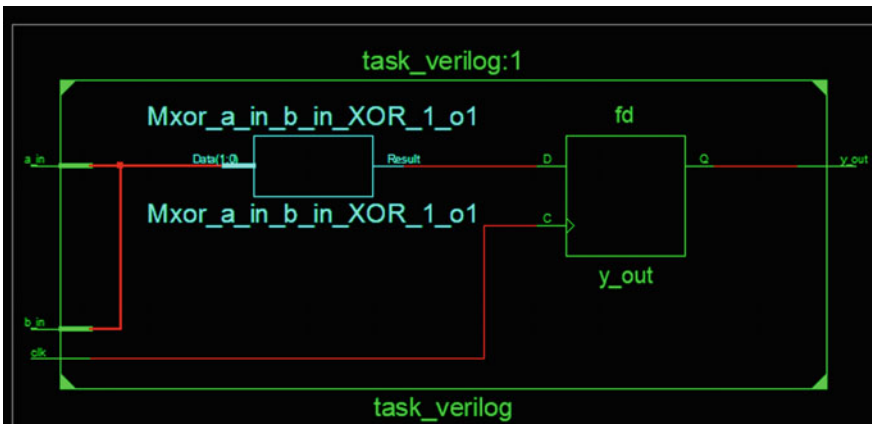 task_verilog:1
Mxor_a_in_b_in_XOR_1_o1
fd
a_in
Data(1:0)
Result
D
Q
y_out
Mxor_a_in_b_in_XOR_1_o1
C
y_out
b_in
clk
task_verilog